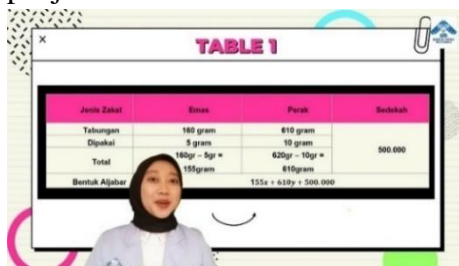 ×
TABLE 1
Jenis Zakat Emas Perak Sedekah
Tabungan 160 gram 610 gram
Dipakai 5 gram 10 gram
500.000
Total 160gr – 5gr = 155gram 620gr – 10gr = 610gram
Bentuk Aljabar 155x + 610y + 500.000